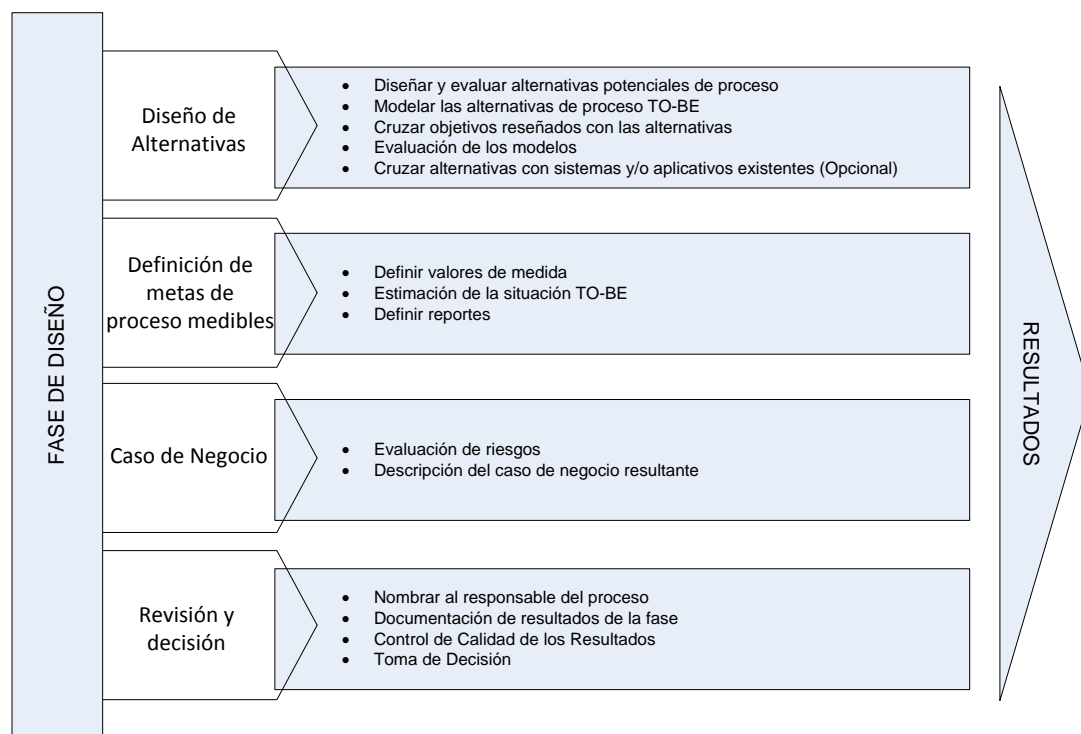 FASE DE DISEÑO
Diseño de
Alternativas
• Diseñar y evaluar alternativas potenciales de proceso
• Modelar las alternativas de proceso TO-BE
• Cruzar objetivos reseñados con las alternativas
• Evaluación de los modelos
• Cruzar alternativas con sistemas y/o aplicativos existentes (Opcional)
Definición de
metas de
proceso medibles
• Definir valores de medida
• Estimación de la situación TO-BE
• Definir reportes
Caso de Negocio
• Evaluación de riesgos
• Descripción del caso de negocio resultante
Revisión y
decisión
• Nombrar al responsable del proceso
• Documentación de resultados de la fase
• Control de Calidad de los Resultados
• Toma de Decisión
RESULTADOS